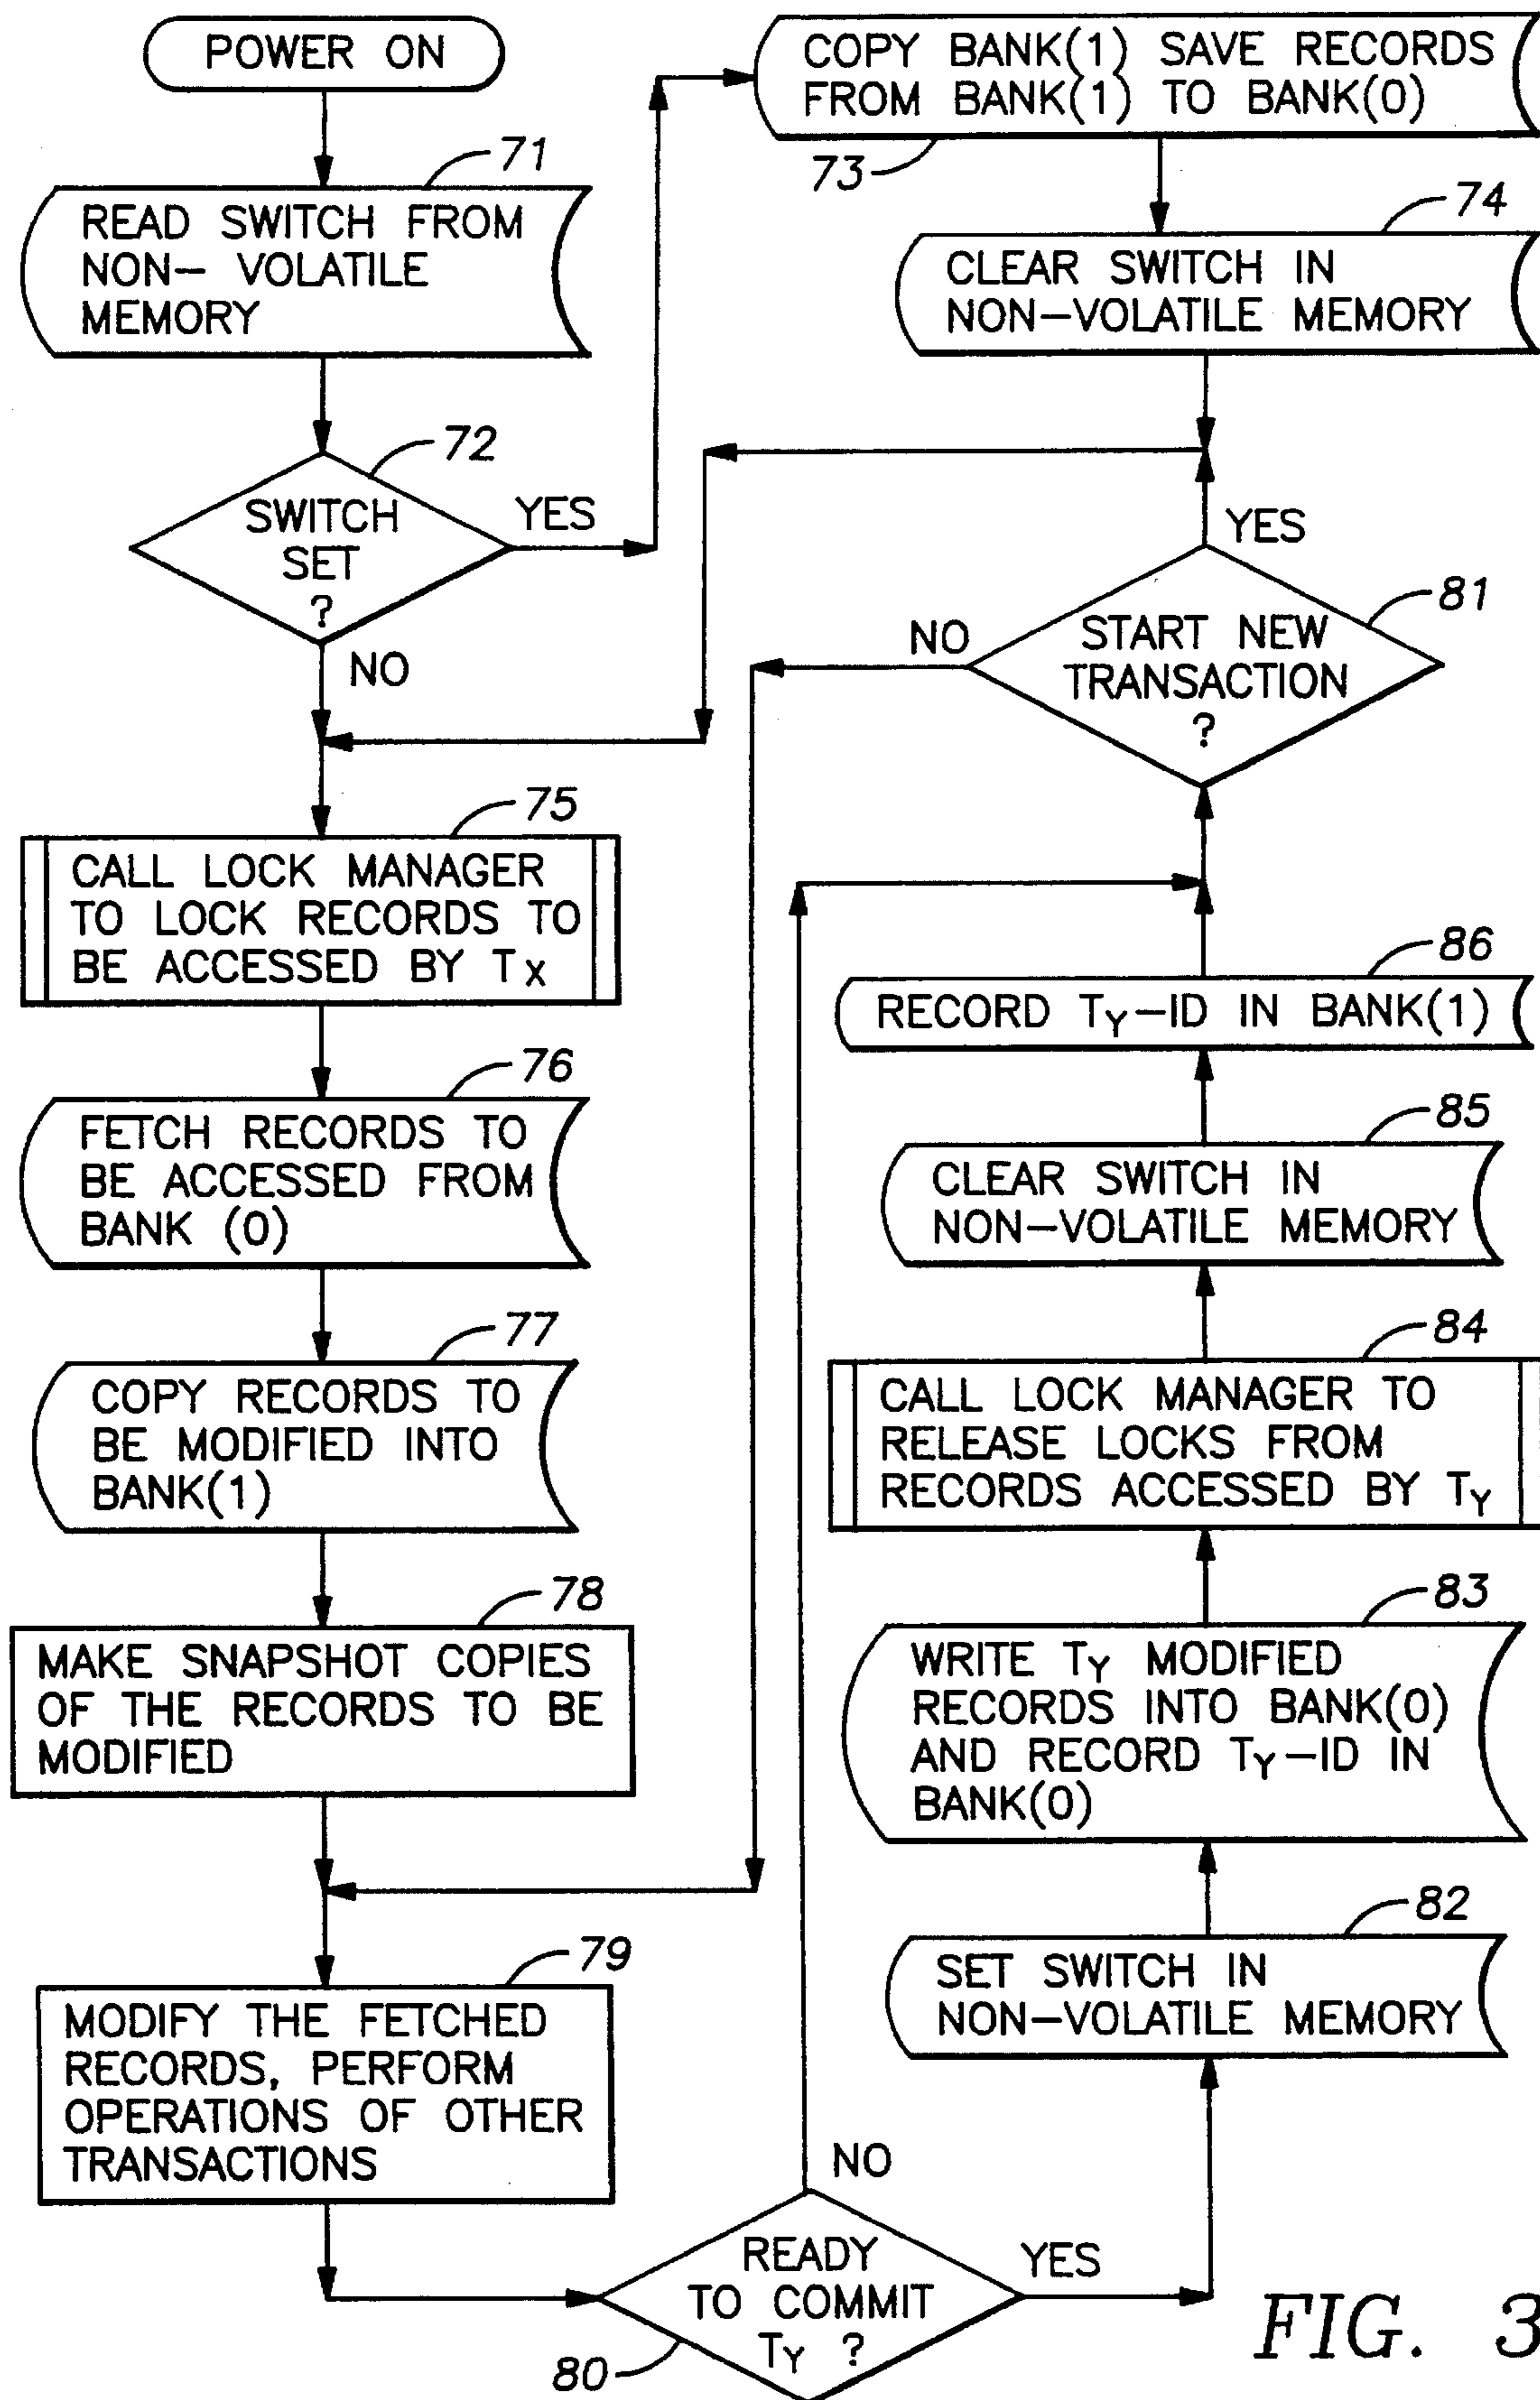 POWER ON
71
READ SWITCH FROM
NON- VOLATILE
MEMORY
72
SWITCH
SET
?
YES
NO
COPY BANK(1) SAVE RECORDS
FROM BANK(1) TO BANK(0)
73
74
CLEAR SWITCH IN
NON-VOLATILE MEMORY
75
CALL LOCK MANAGER
TO LOCK RECORDS TO
BE ACCESSED BY TX
76
FETCH RECORDS TO
BE ACCESSED FROM
BANK (0)
77
COPY RECORDS TO
BE MODIFIED INTO
BANK(1)
78
MAKE SNAPSHOT COPIES
OF THE RECORDS TO BE
MODIFIED
79
MODIFY THE FETCHED
RECORDS, PERFORM
OPERATIONS OF OTHER
TRANSACTIONS
READY
TO COMMIT
TY ?
80
NO
YES
82
SET SWITCH IN
NON-VOLATILE MEMORY
83
WRITE TY MODIFIED
RECORDS INTO BANK(0)
AND RECORD TY-ID IN
BANK(0)
84
CALL LOCK MANAGER TO
RELEASE LOCKS FROM
RECORDS ACCESSED BY TY
85
CLEAR SWITCH IN
NON-VOLATILE MEMORY
86
RECORD TY-ID IN BANK(1)
81
START NEW
TRANSACTION
?
YES
NO
FIG. 3